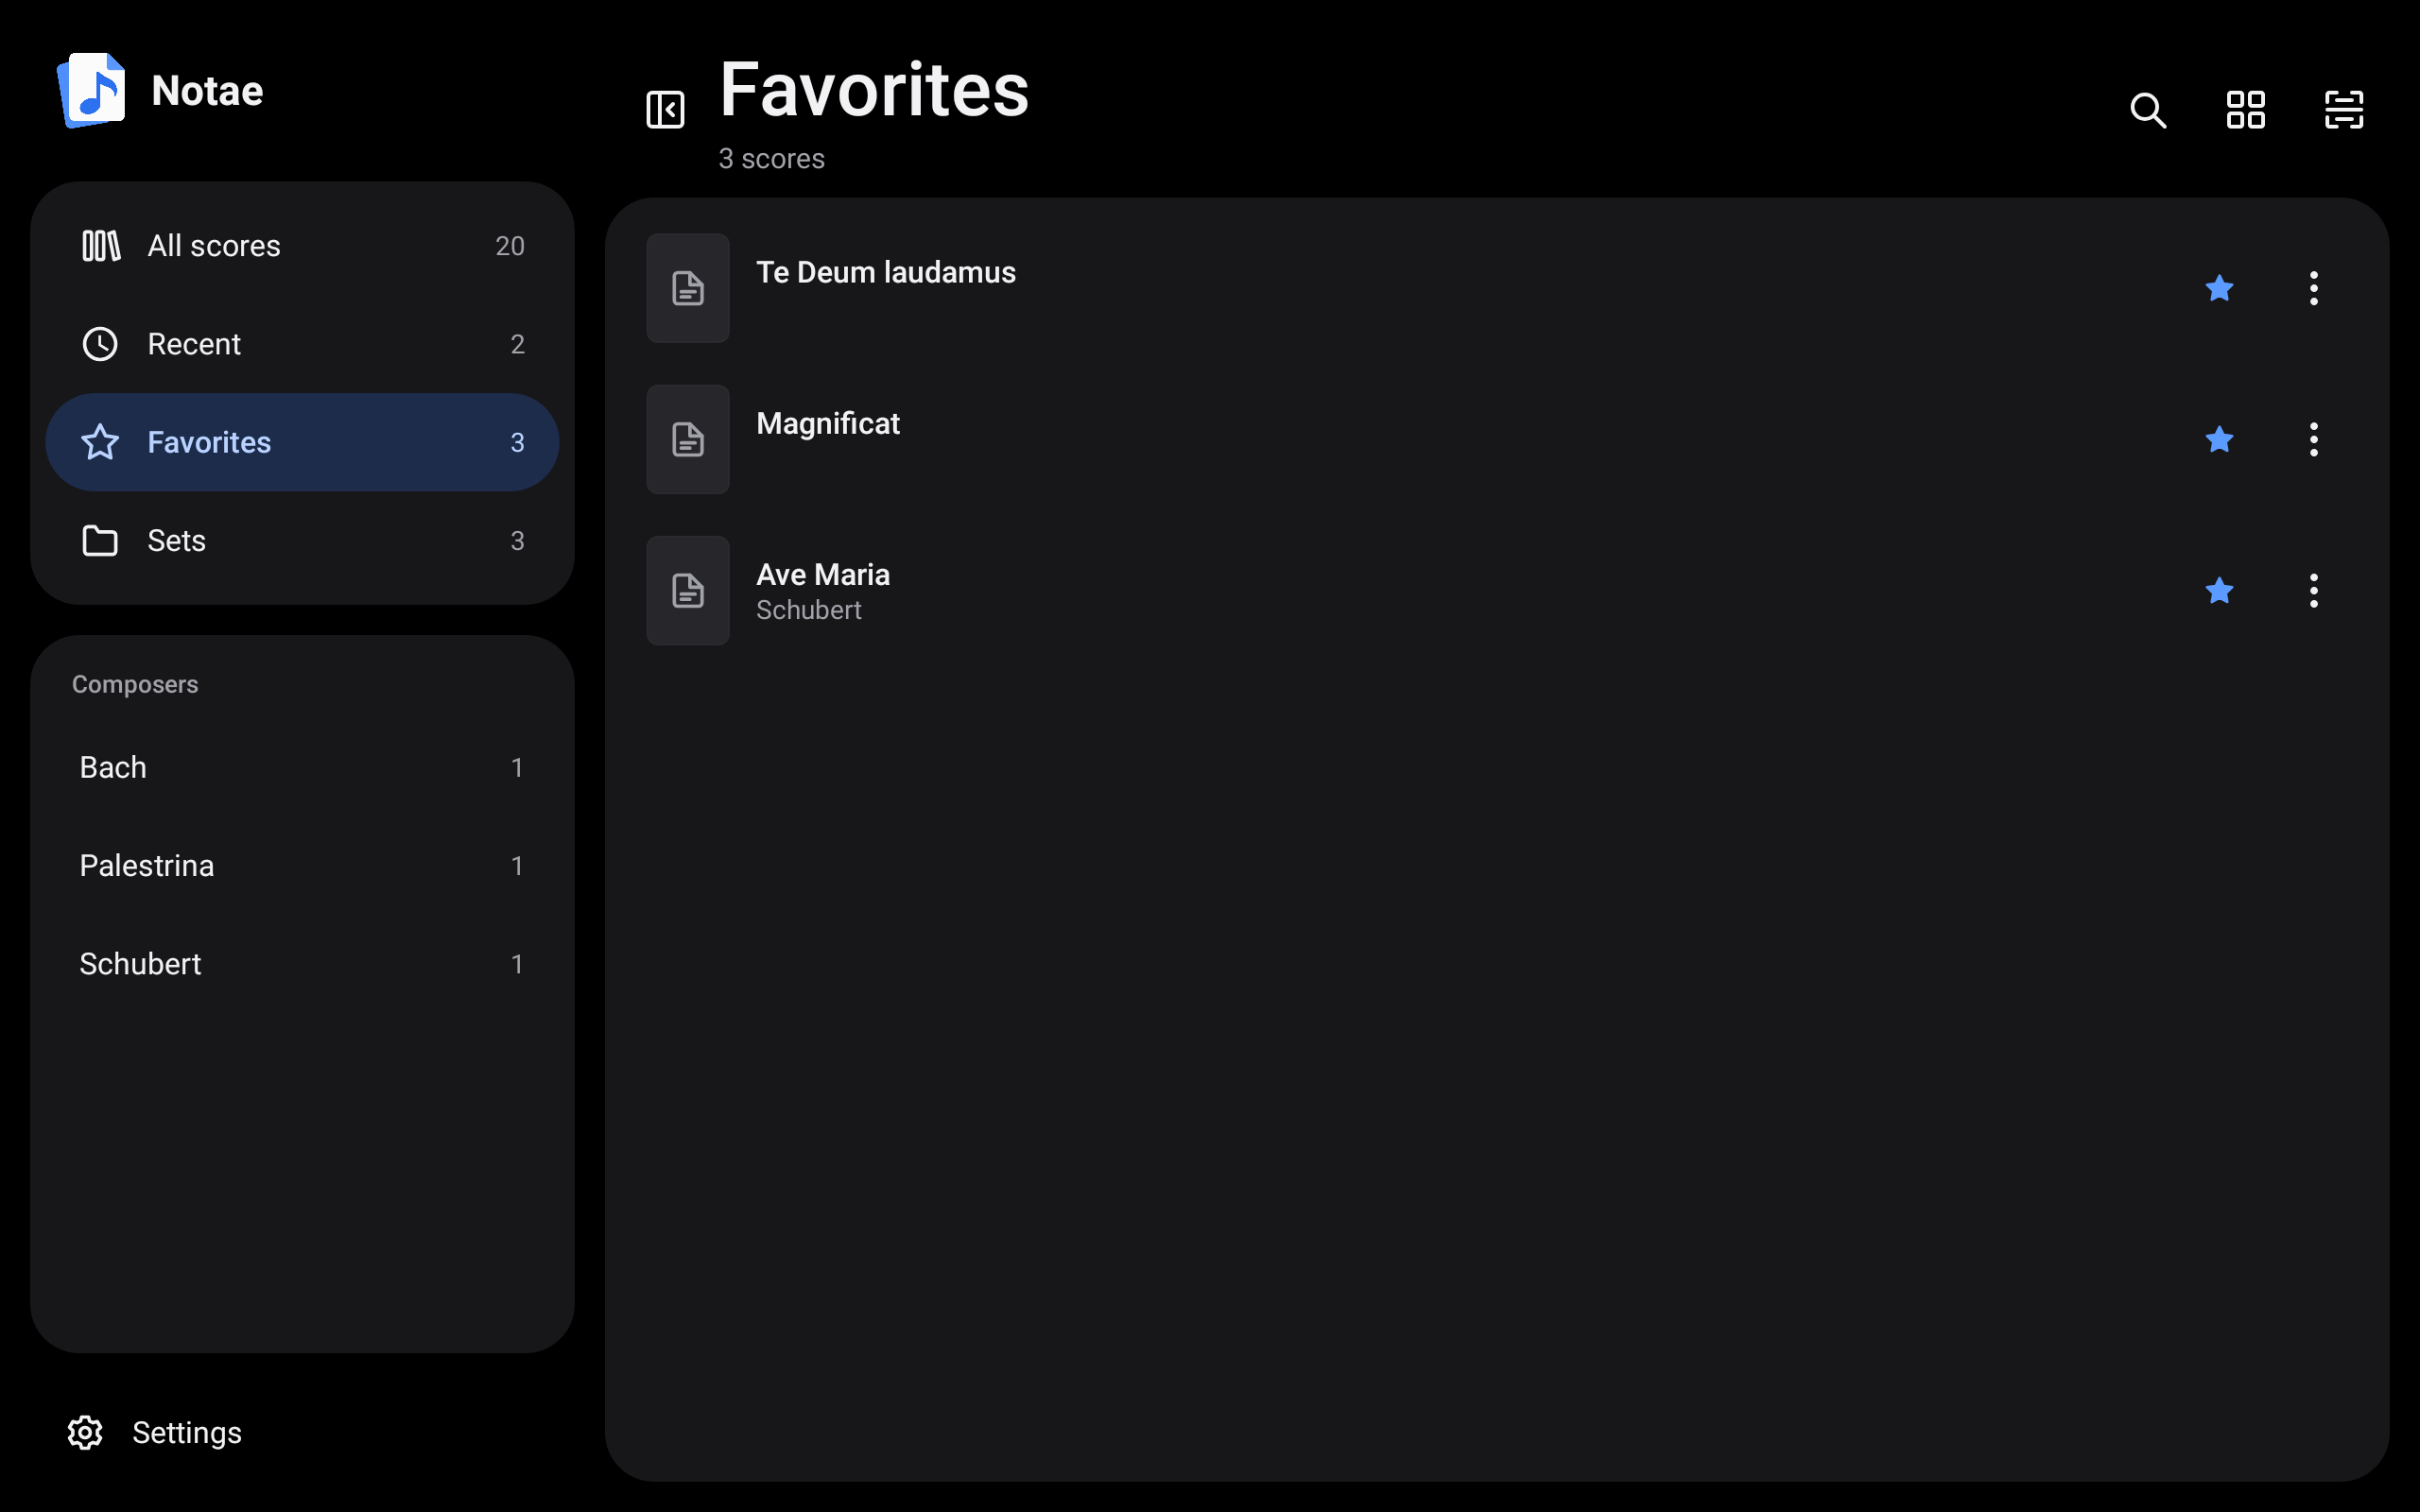 Notae
All scores 20
Recent 2
Favorites 3
Sets 3
Composers
Bach 1
Palestrina 1
Schubert 1
Settings
Favorites
3 scores
Te Deum laudamus
Magnificat
Ave Maria
Schubert